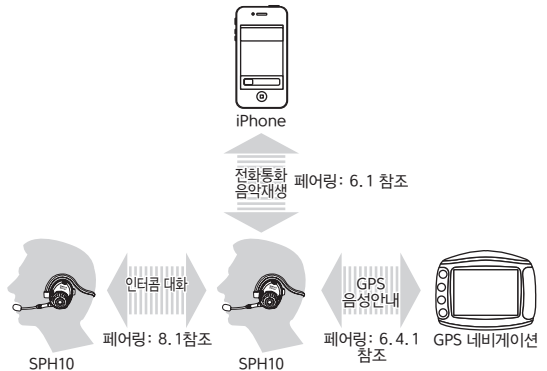 iPhone
전화통화
음악재생
페어링: 6.1 참조
인터콤 대화
GPS
음성안내
페어링: 8.1참조
페어링: 6.4.1
참조
GPS 네비게이션
SPH10
SPH10